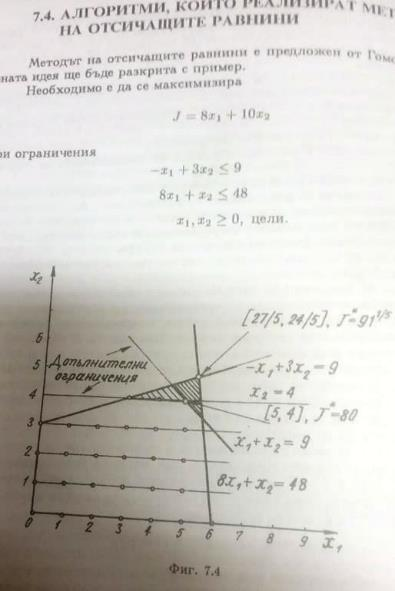 7.4. АЛГОРИТМИ, КОИТО РЕАЛИЗИРАТ
НА ОТСИЧАЩИТЕ РАВНИНИ
Методът на отсичащите равнини е предложен от
идея ще бъде разкрита с пример.
Необходимо е да се максимизира
J = 8x₁ + 10x₂
ограничения
−x₁ + 3x₂ ≤ 9
8x₁ + x₂ ≤ 48
x₁, x₂ ≥ 0, цели.
x₂
[27/5, 24/5], J*=91 1/5
6
Допълнителни
ограничения
5
−x₁+3x₂=9
x₂=4
4
[5, 4], J*=80
3
x₁+x₂=9
2
8x₁+x₂=48
1
0 1 2 3 4 5 6 7 8 9 x₁
Фиг. 7.4